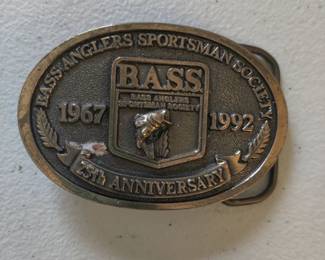 BASS ANGLERS SPORTSMAN SOCIETY
B.A.S.S.
BASS ANGLERS
SPORTSMAN SOCIETY
1967 1992
25th ANNIVERSARY